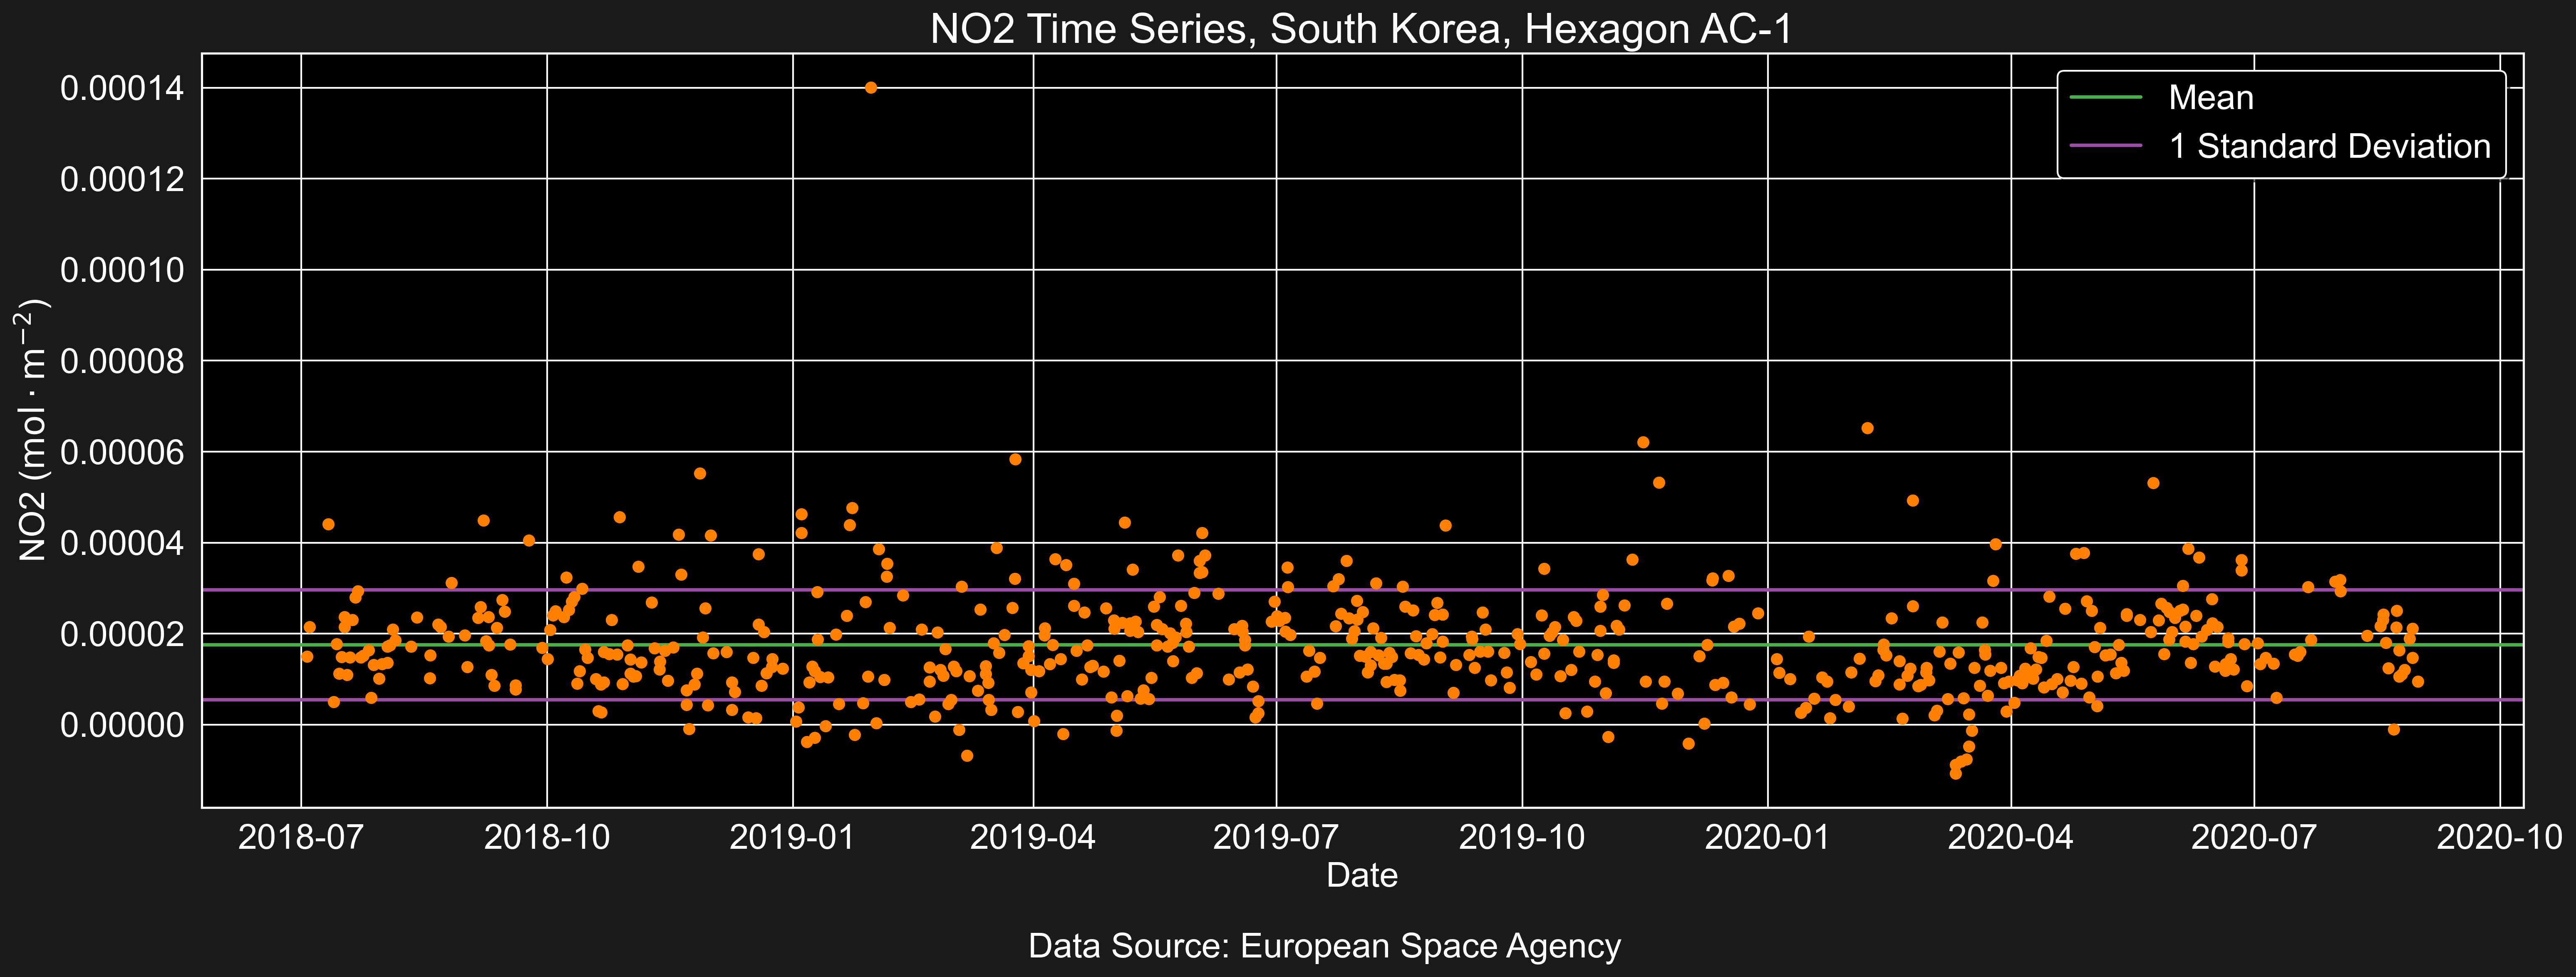 NO2 Time Series, South Korea, Hexagon AC-1
Mean
1 Standard Deviation
NO2 (mol · m⁻²)
0.00014
0.00012
0.00010
0.00008
0.00006
0.00004
0.00002
0.00000
2018-07 2018-10 2019-01 2019-04 2019-07 2019-10 2020-01 2020-04 2020-07 2020-10
Date
Data Source: European Space Agency